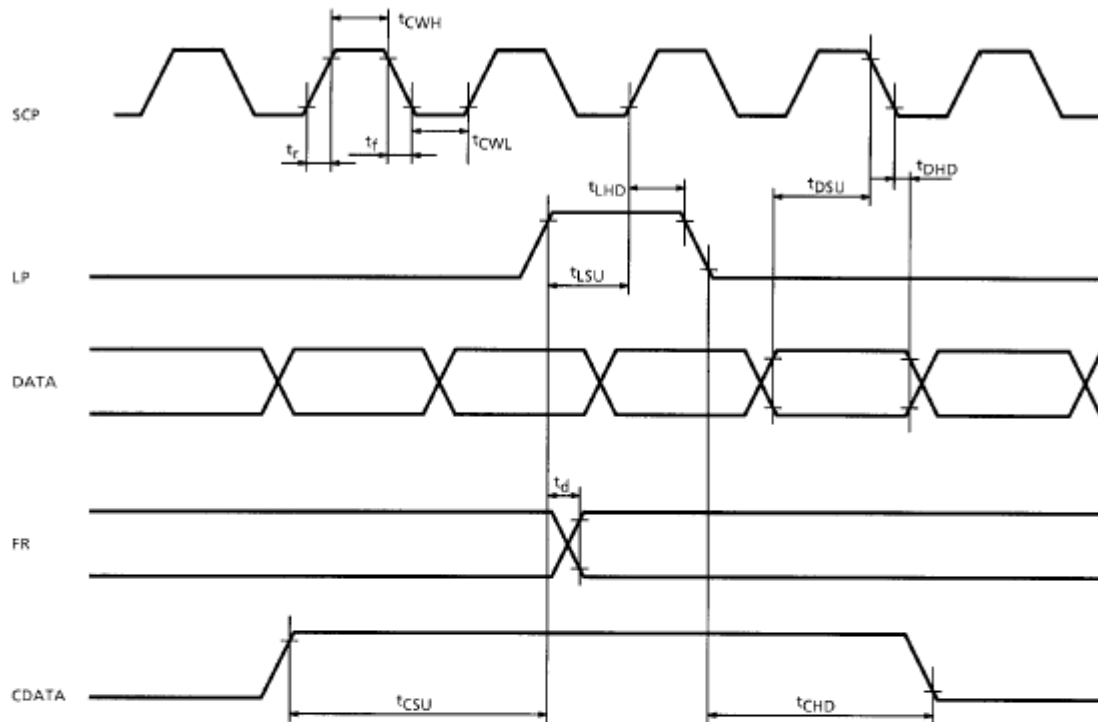 tCWH
SCP
tr
tf
tCWL
tLHD
tDSU
tDHD
LP
tLSU
DATA
td
FR
CDATA
tCSU
tCHD